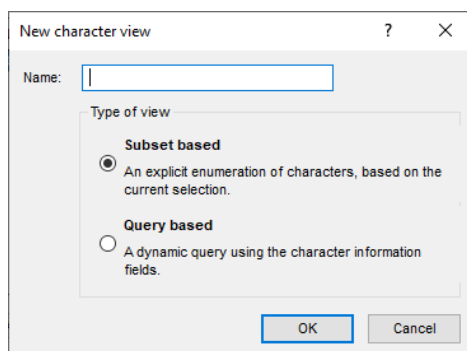 New character view
?
Name:
Type of view
Subset based
An explicit enumeration of characters, based on the
current selection.
Query based
A dynamic query using the character information
fields.
OK
Cancel